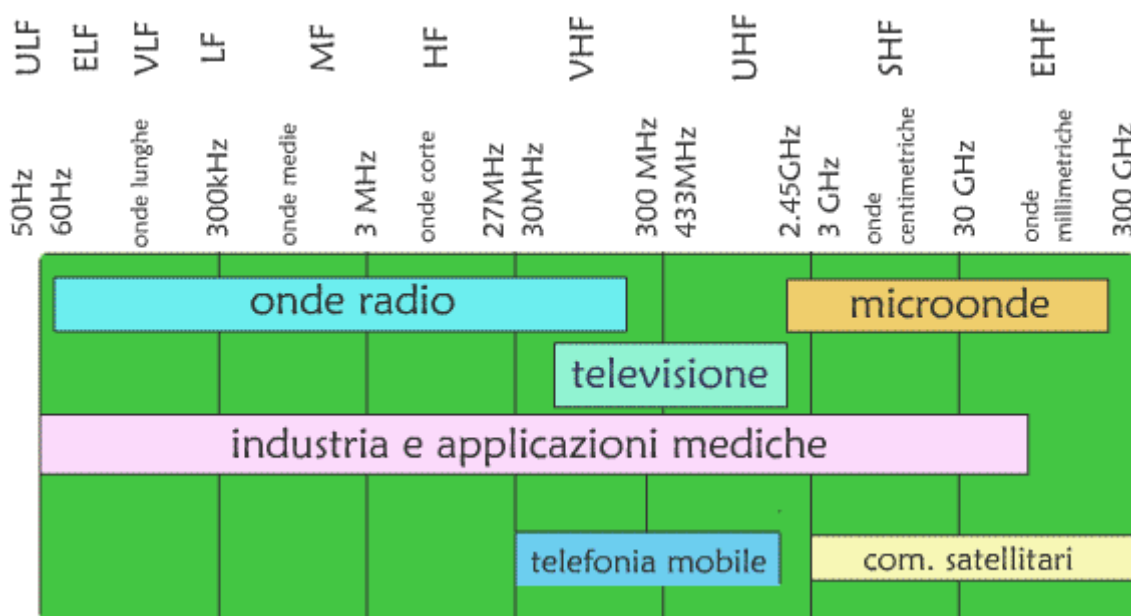 ULF ELF VLF LF MF HF VHF UHF SHF EHF
50Hz 60Hz onde lunghe 300kHz onde medie 3 MHz onde corte 27MHz 30MHz 300 MHz 433MHz 2.45GHz 3 GHz onde centimetriche 30 GHz onde millimetriche 300 GHz
onde radio microonde
televisione
industria e applicazioni mediche
telefonia mobile com. satellitari